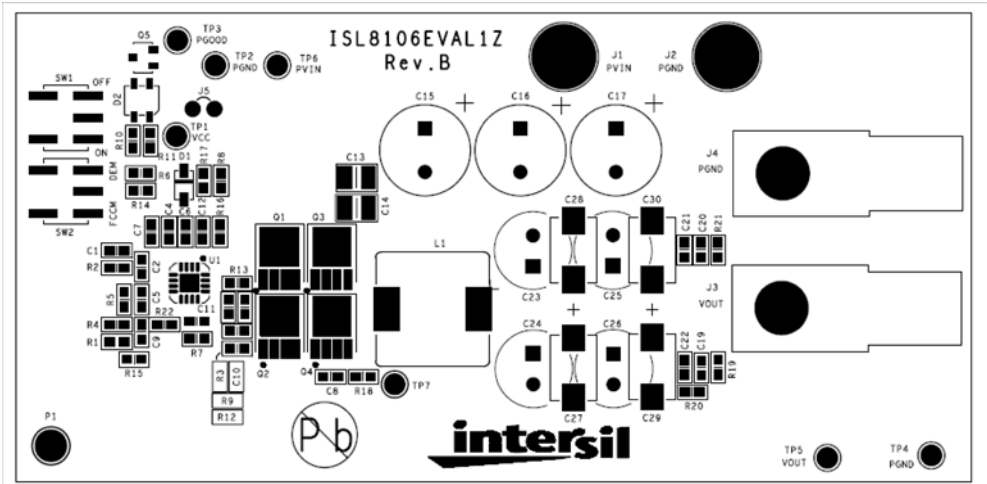 ISL8106EVAL1Z
Rev.B
Q5
TP3
PGOOD
TP2
PGND
TP6
PVIN
J1
PVIN
J2
PGND
SW1
OFF
ON
D2
J5
TP1
VCC
R10
R11
D1
R17
R8
DEM
R6
R14
FCCM
SW2
C7
C4
C6
C12
R16
C15
C16
C17
C13
C14
J4
PGND
Q1
Q3
L1
C28
C30
C21
C20
R21
C1
R2
C2
U1
R13
C23
C25
J3
VOUT
R5
C5
R22
C11
R4
R1
C9
R7
R15
C24
C26
C22
C19
R19
R20
Q2
Q4
R3
C10
C8
R18
TP7
R9
R12
C27
C29
P1
Pb
intersil
TP5
VOUT
TP4
PGND